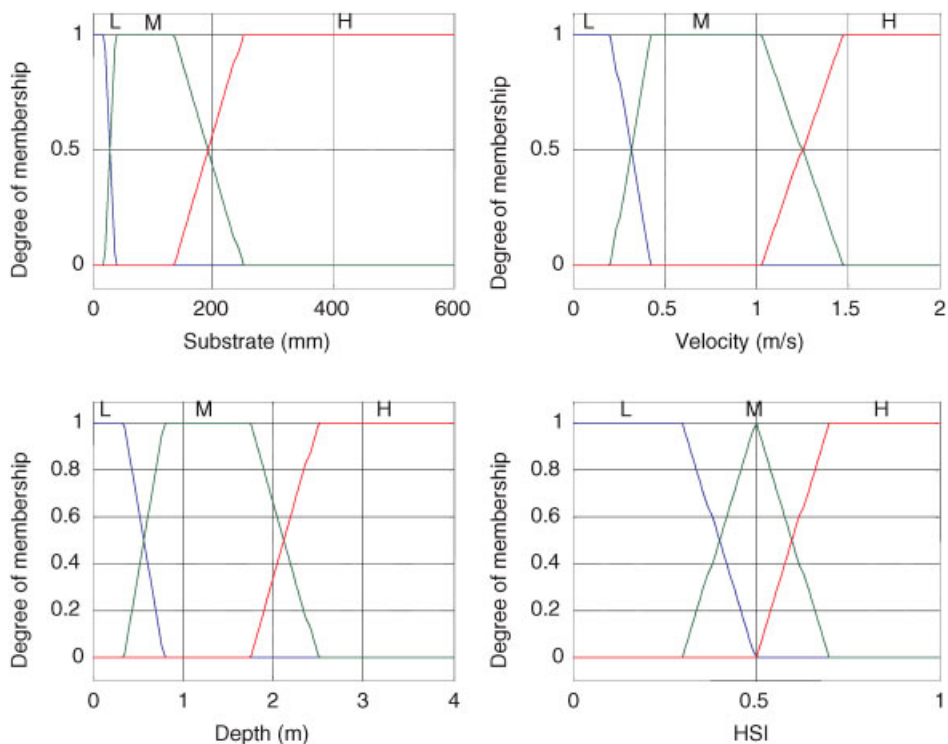 L M H
1
0.5
0
Degree of membership
0 200 400 600
Substrate (mm)
L M H
1
0.5
0
Degree of membership
0 0.5 1 1.5 2
Velocity (m/s)
L M H
1
0.8
0.6
0.4
0.2
0
Degree of membership
0 1 2 3 4
Depth (m)
L M H
1
0.8
0.6
0.4
0.2
0
Degree of membership
0 0.5 1
HSI